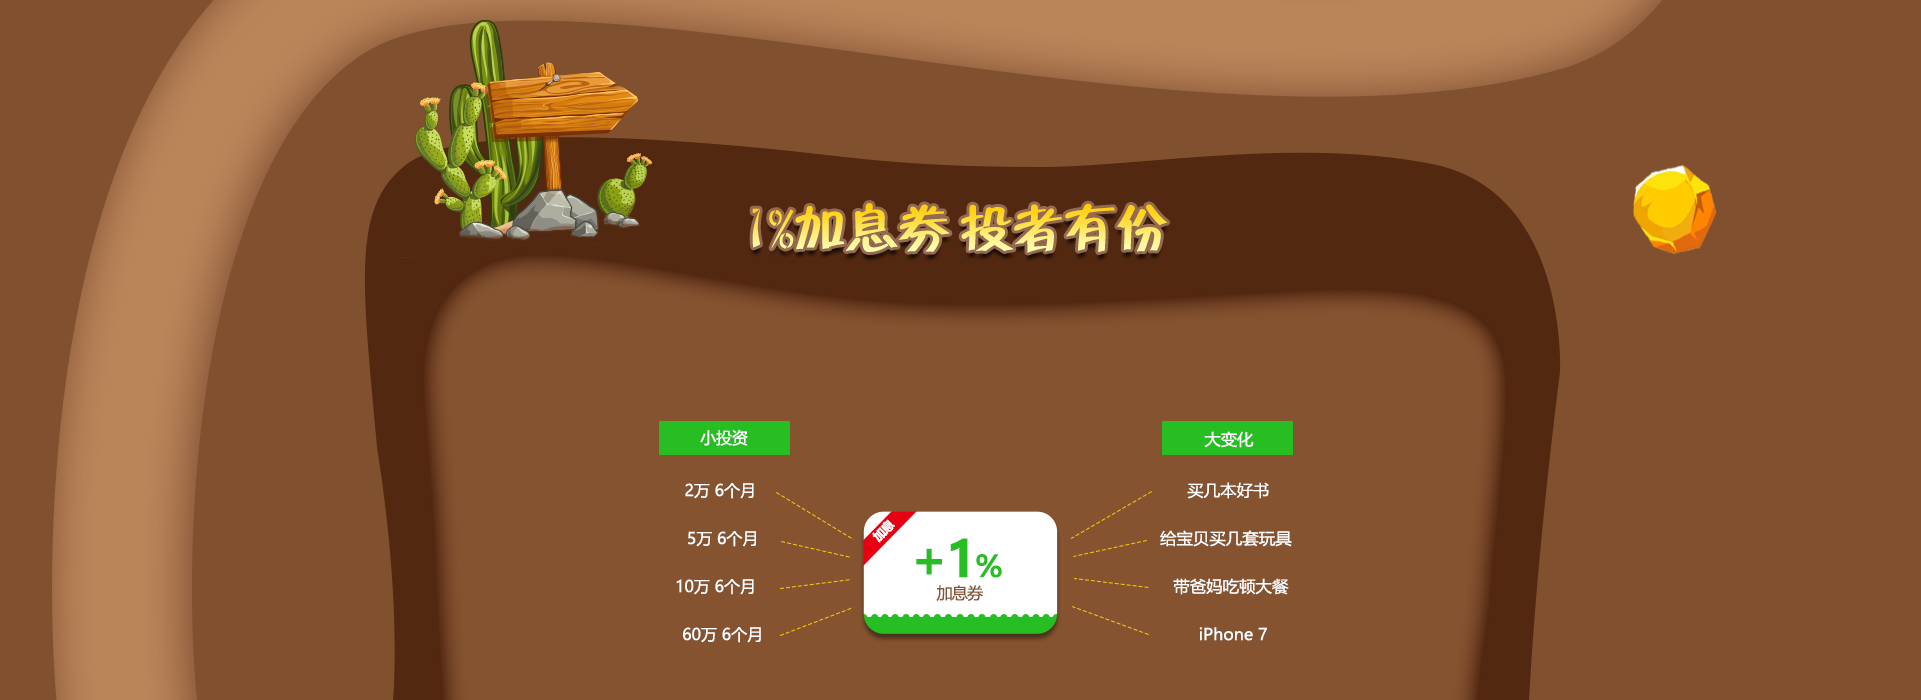 1%加息券 投者有份
小投资
2万 6个月
5万 6个月
10万 6个月
60万 6个月
加息
+1%
加息券
大变化
买几本好书
给宝贝买几套玩具
带爸妈吃顿大餐
iPhone 7